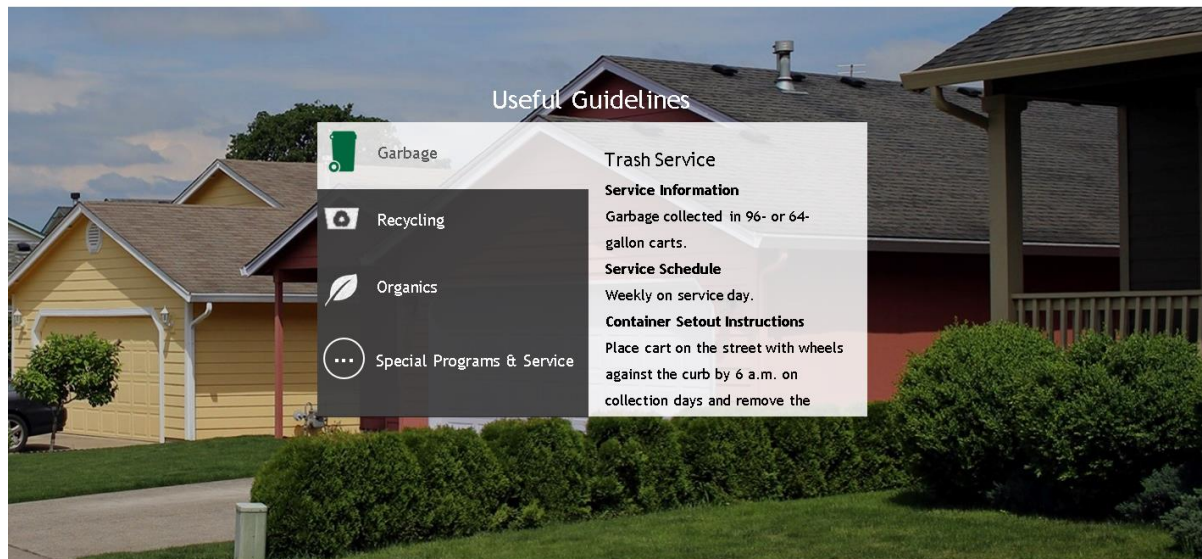 Useful Guidelines
Garbage
Recycling
Organics
Special Programs & Service
Trash Service
Service Information
Garbage collected in 96- or 64-
gallon carts.
Service Schedule
Weekly on service day.
Container Setout Instructions
Place cart on the street with wheels
against the curb by 6 a.m. on
collection days and remove the